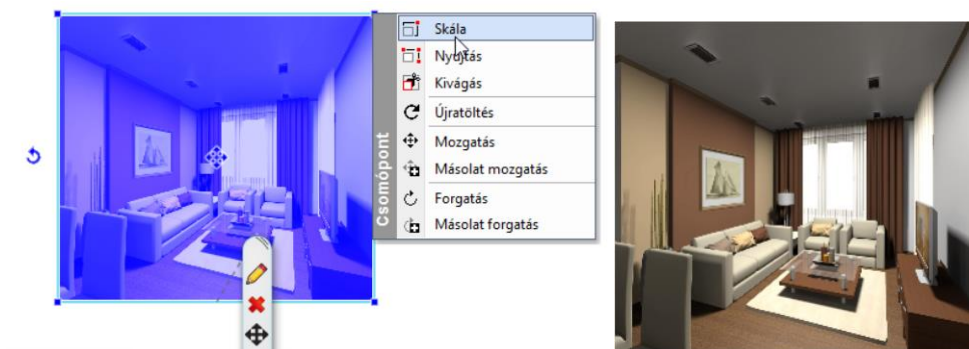 Skála
Nyújtás
Kivágás
Újratöltés
Mozgatás
Másolat mozgatás
Forgatás
Másolat forgatás
Csomópont